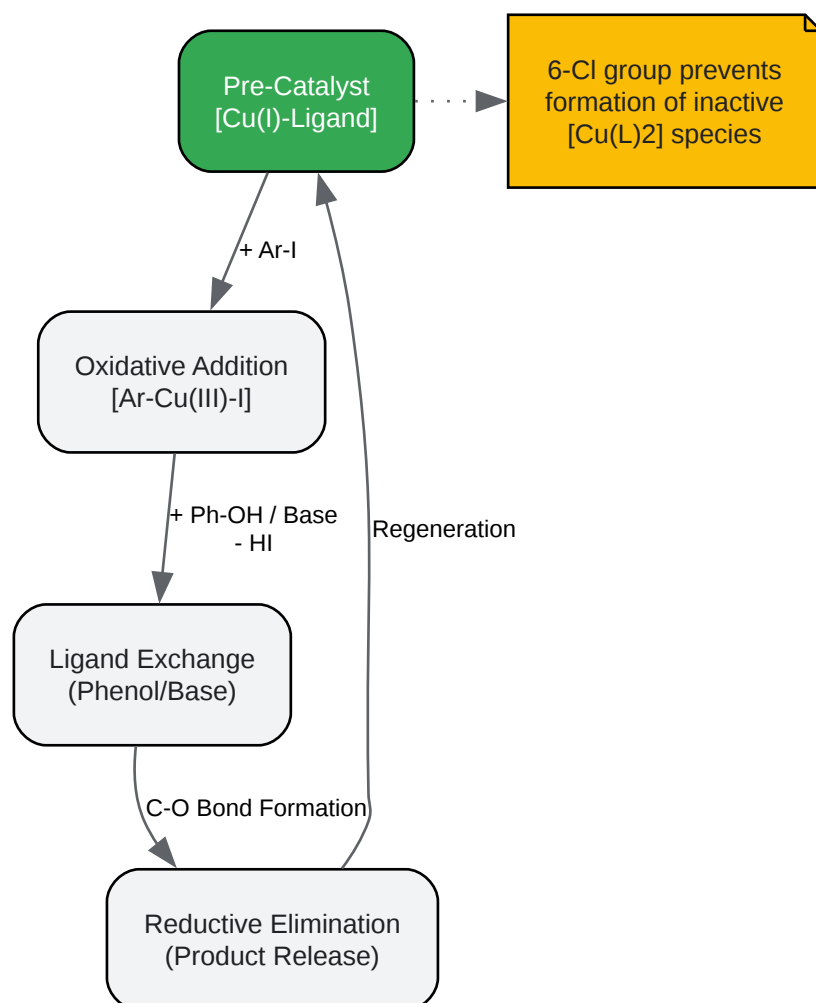 Pre-Catalyst
[Cu(I)-Ligand]
6-Cl group prevents
formation of inactive
[Cu(L)2] species
+ Ar-I
Oxidative Addition
[Ar-Cu(III)-I]
+ Ph-OH / Base
- HI
Regeneration
Ligand Exchange
(Phenol/Base)
C-O Bond Formation
Reductive Elimination
(Product Release)